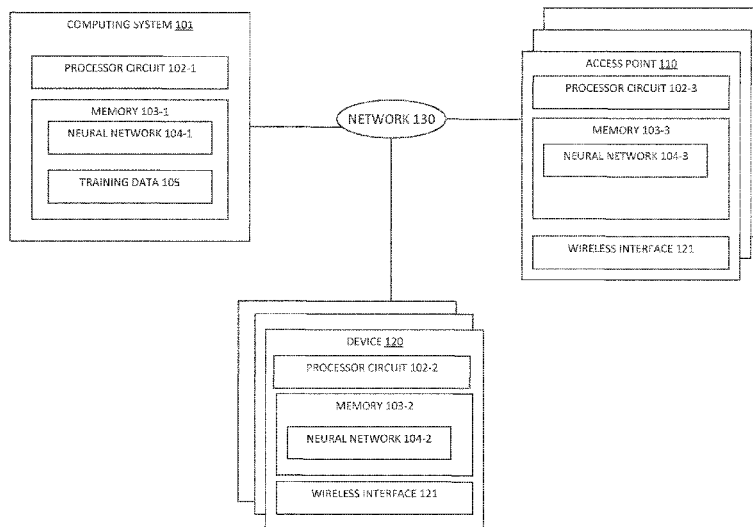 COMPUTING SYSTEM 101
PROCESSOR CIRCUIT 102-1
MEMORY 103-1
NEURAL NETWORK 104-1
TRAINING DATA 105
NETWORK 130
ACCESS POINT 110
PROCESSOR CIRCUIT 102-3
MEMORY 103-3
NEURAL NETWORK 104-3
WIRELESS INTERFACE 121
DEVICE 120
PROCESSOR CIRCUIT 102-2
MEMORY 103-2
NEURAL NETWORK 104-2
WIRELESS INTERFACE 121